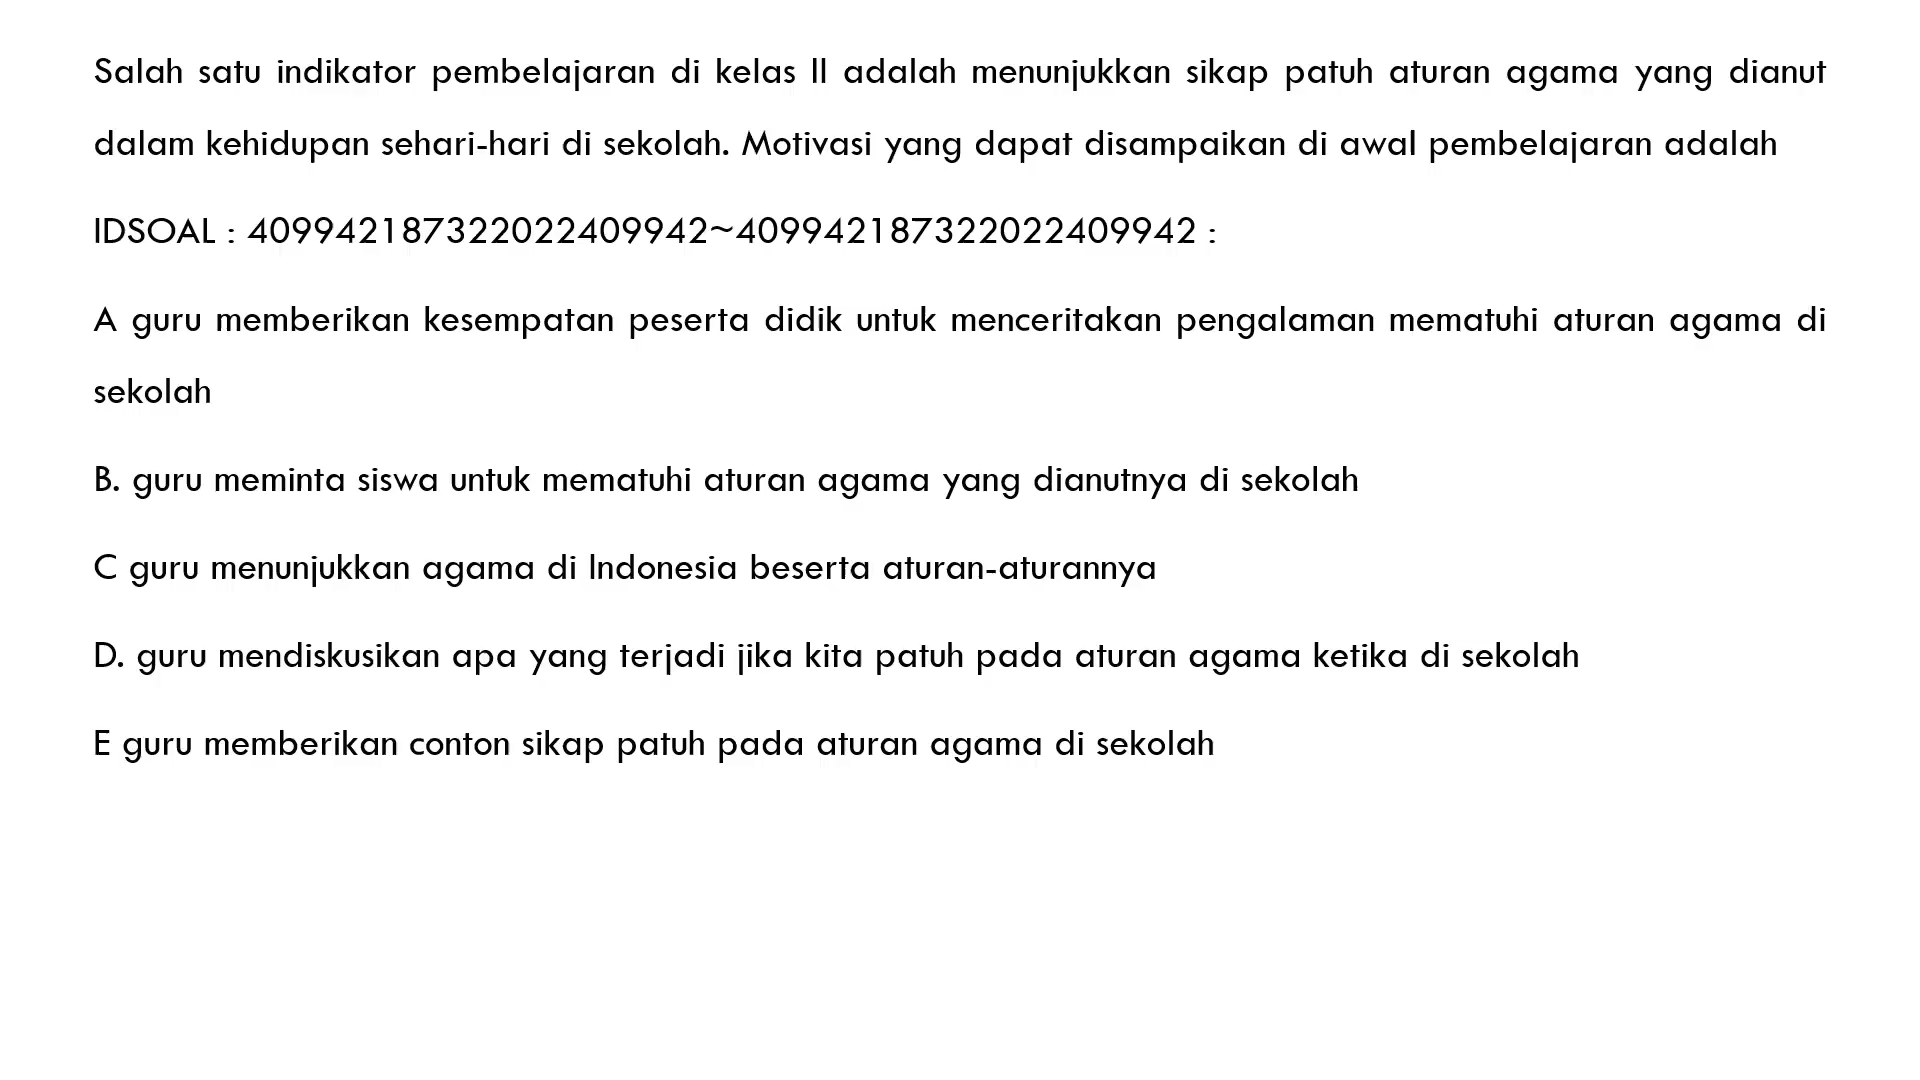 Salah satu indikator pembelajaran di kelas II adalah menunjukkan sikap patuh aturan agama yang dianut
dalam kehidupan sehari-hari di sekolah. Motivasi yang dapat disampaikan di awal pembelajaran adalah
IDSOAL : 409942187322022409942~409942187322022409942 :
A guru memberikan kesempatan peserta didik untuk menceritakan pengalaman mematuhi aturan agama di
sekolah
B. guru meminta siswa untuk mematuhi aturan agama yang dianutnya di sekolah
C guru menunjukkan agama di Indonesia beserta aturan-aturannya
D. guru mendiskusikan apa yang terjadi jika kita patuh pada aturan agama ketika di sekolah
E guru memberikan conton sikap patuh pada aturan agama di sekolah